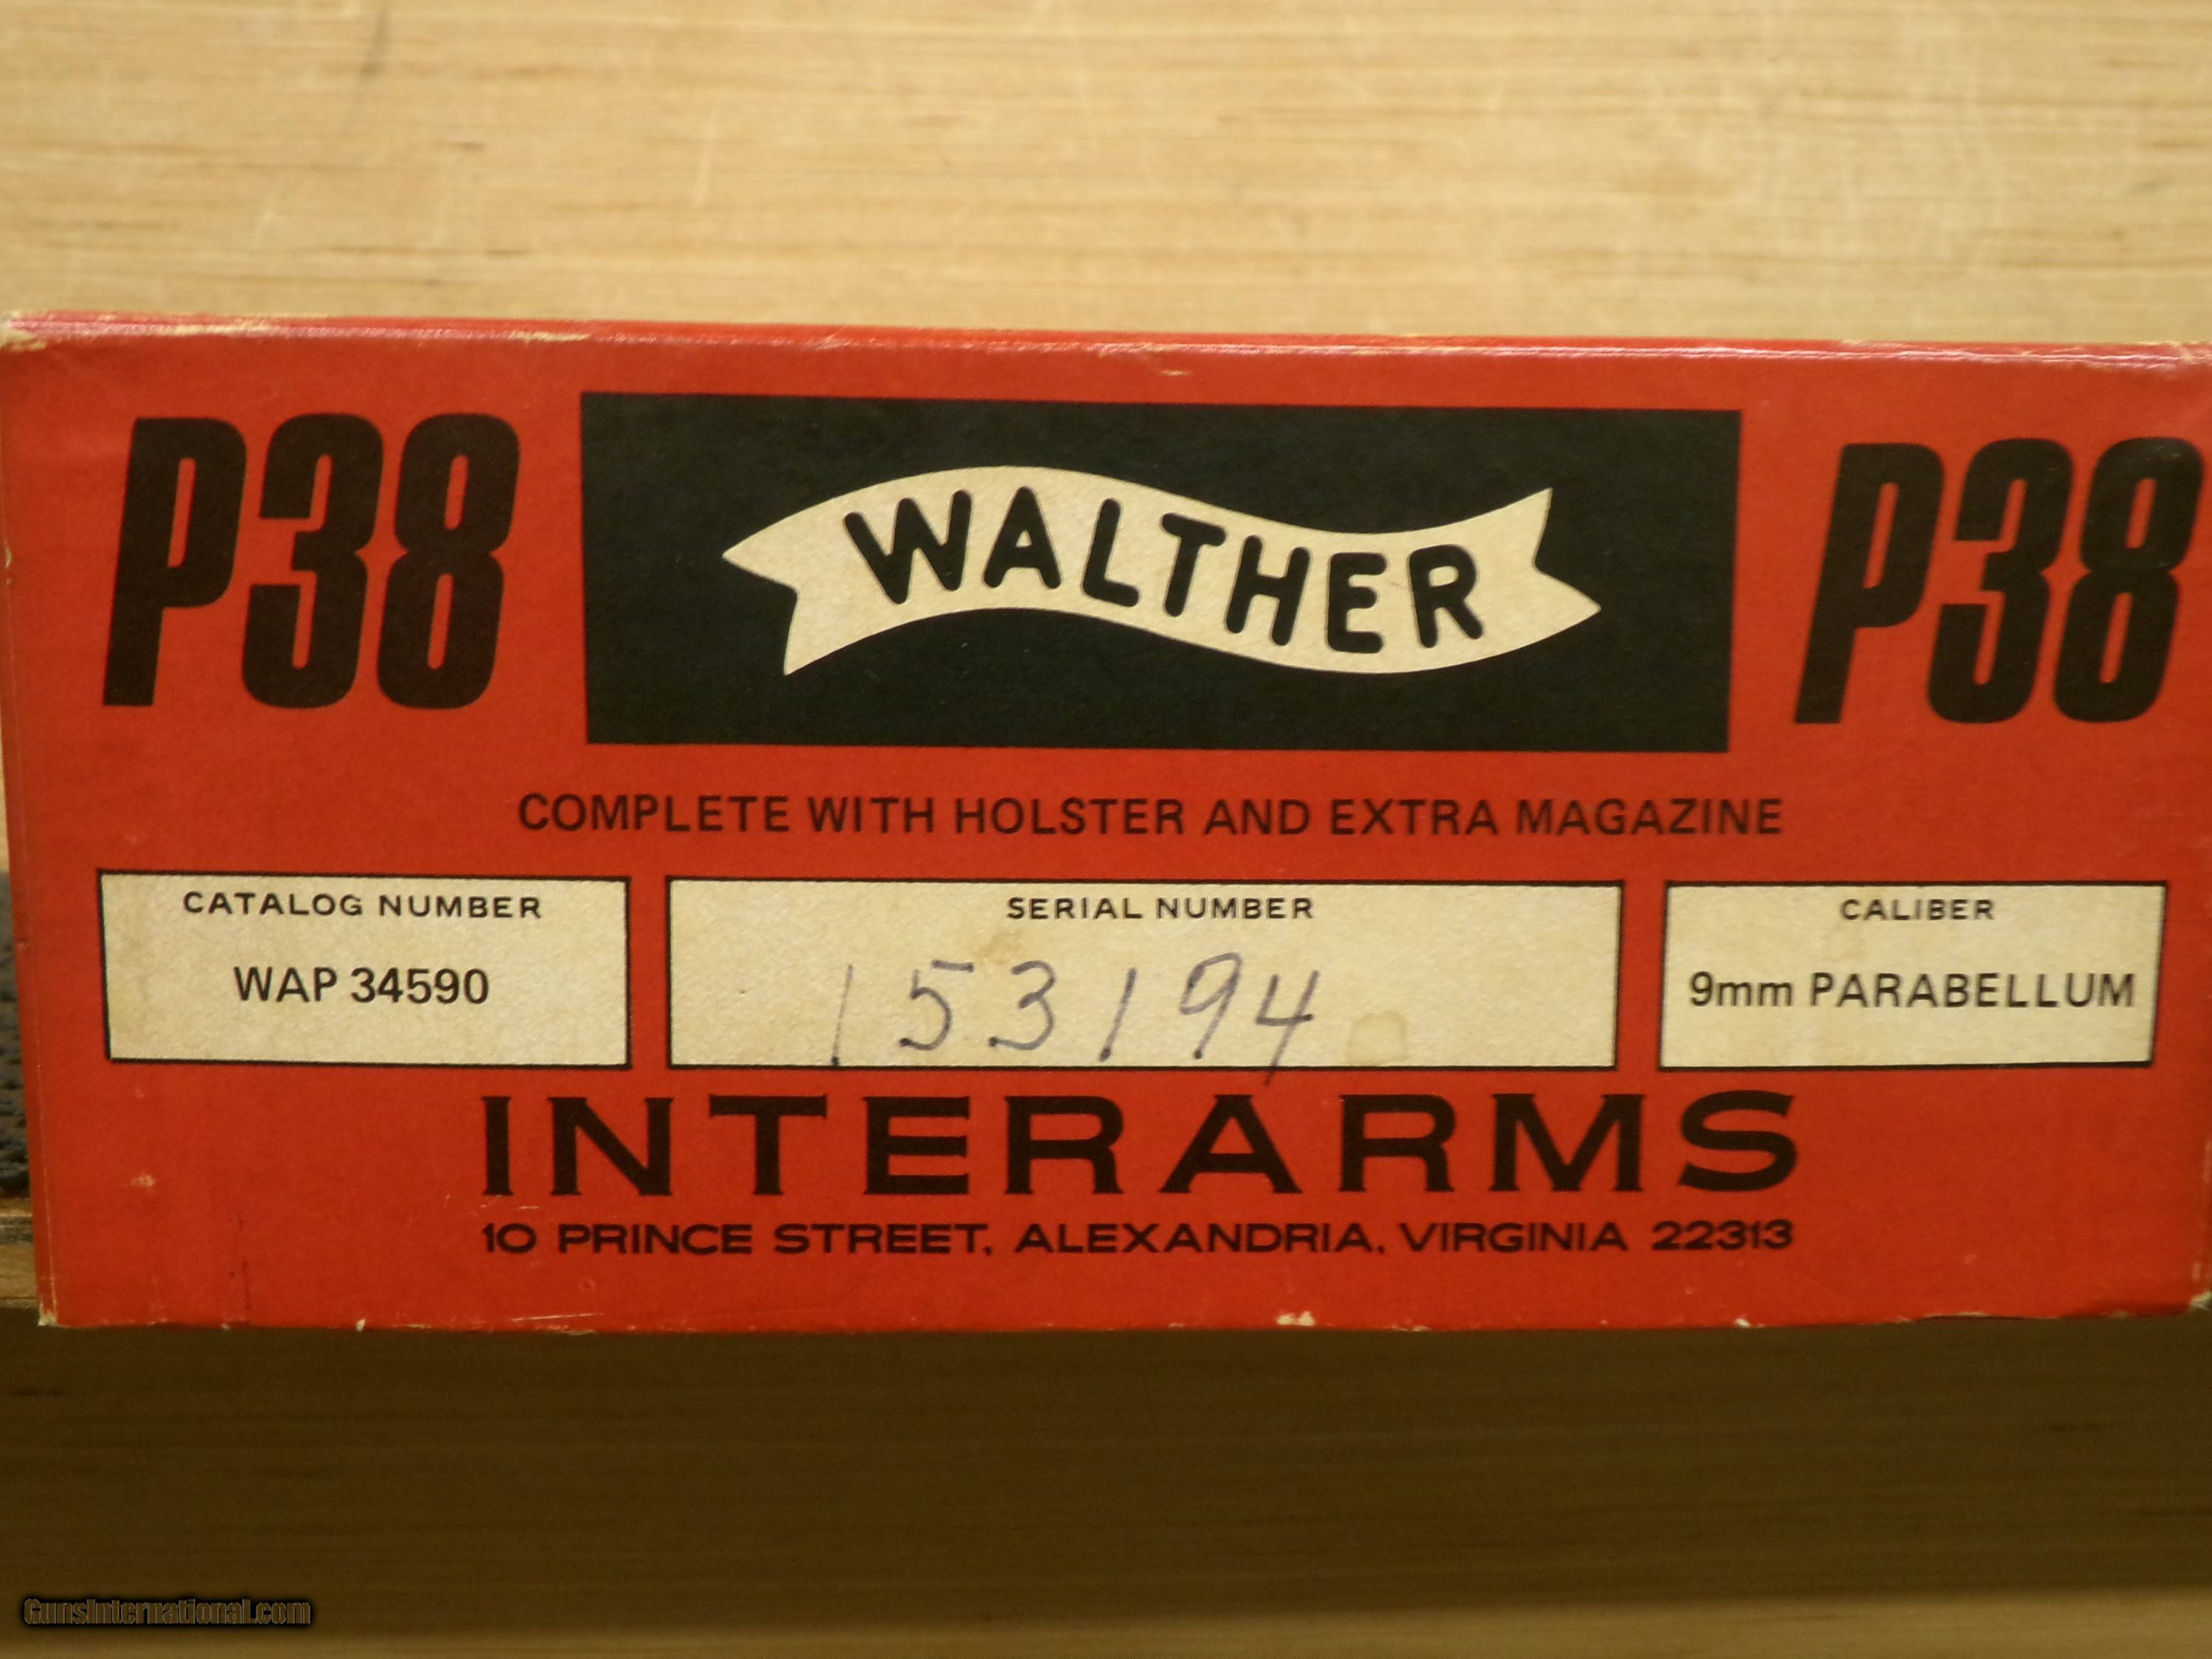 P38 WALTHER P38
COMPLETE WITH HOLSTER AND EXTRA MAGAZINE
CATALOG NUMBER SERIAL NUMBER CALIBER
WAP 34590 153194 9mm PARABELLUM
INTERARMS
10 PRINCE STREET, ALEXANDRIA, VIRGINIA 22313
GunsInternational.com